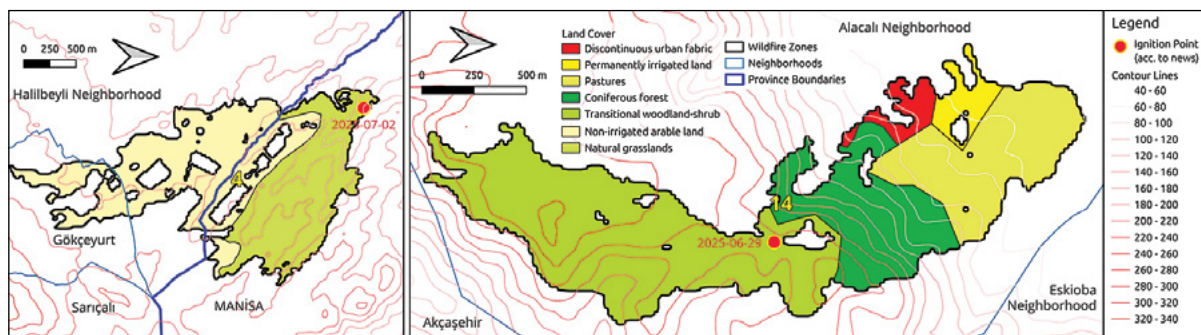 0 250 500 m
Halilbeyli Neighborhood
2025-07-02
4
Gökçeyurt
Sarıçalı
MANİSA
Land Cover
Discontinuous urban fabric
Permanently irrigated land
Pastures
Coniferous forest
Transitional woodland-shrub
Non-irrigated arable land
Natural grasslands
Wildfire Zones
Neighborhoods
Province Boundaries
0 250 500 m
Alacalı Neighborhood
14
2025-06-29
Akçaşehir
Eskioba
Neighborhood
Legend
Ignition Point
(acc. to news)
Contour Lines
40 - 60
60 - 80
80 - 100
100 - 120
120 - 140
140 - 160
160 - 180
180 - 200
200 - 220
220 - 240
240 - 260
260 - 280
280 - 300
300 - 320
320 - 340